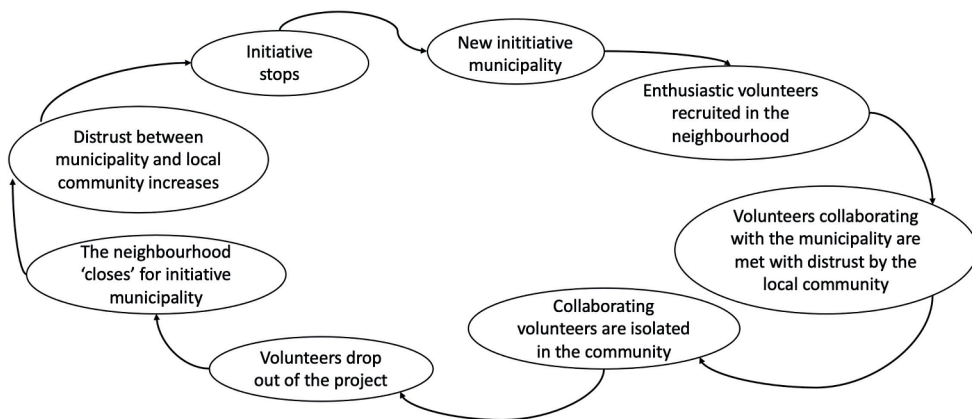 Initiative
stops
New inititiative
municipality
Enthusiastic volunteers
recruited in the
neighbourhood
Volunteers collaborating
with the municipality are
met with distrust by the
local community
Collaborating
volunteers are isolated
in the community
Volunteers drop
out of the project
The neighbourhood
‘closes’ for initiative
municipality
Distrust between
municipality and local
community increases